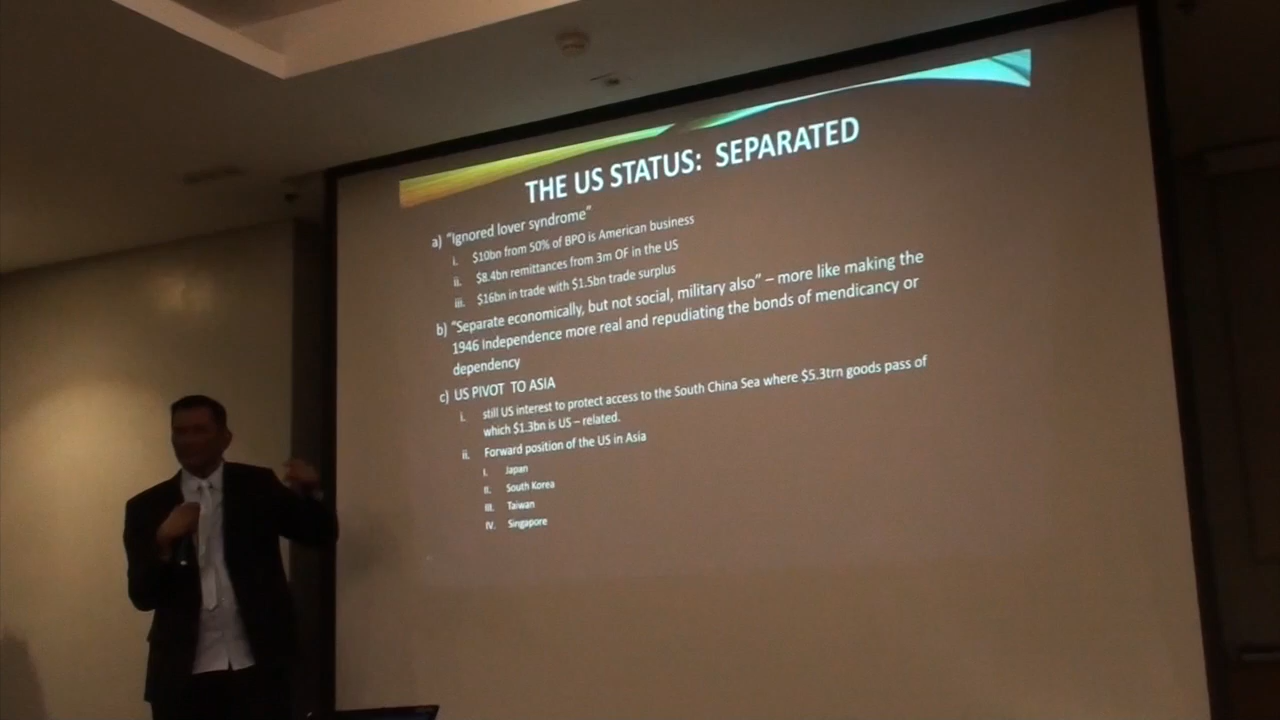 THE US STATUS: SEPARATED
a) "Ignored lover syndrome"
i. $10bn from 50% of BPO is American business
ii. $8.4bn remittances from 3m OF in the US
iii. $16bn in trade with $1.5bn trade surplus
b) "Separate economically, but not social, military also" – more like making the
1946 Independence more real and repudiating the bonds of mendicancy or
dependency
c) US PIVOT TO ASIA
i. still US interest to protect access to the South China Sea where $5.3trn goods pass of
which $1.3bn is US – related.
ii. Forward position of the US in Asia
I. Japan
II. South Korea
III. Taiwan
IV. Singapore